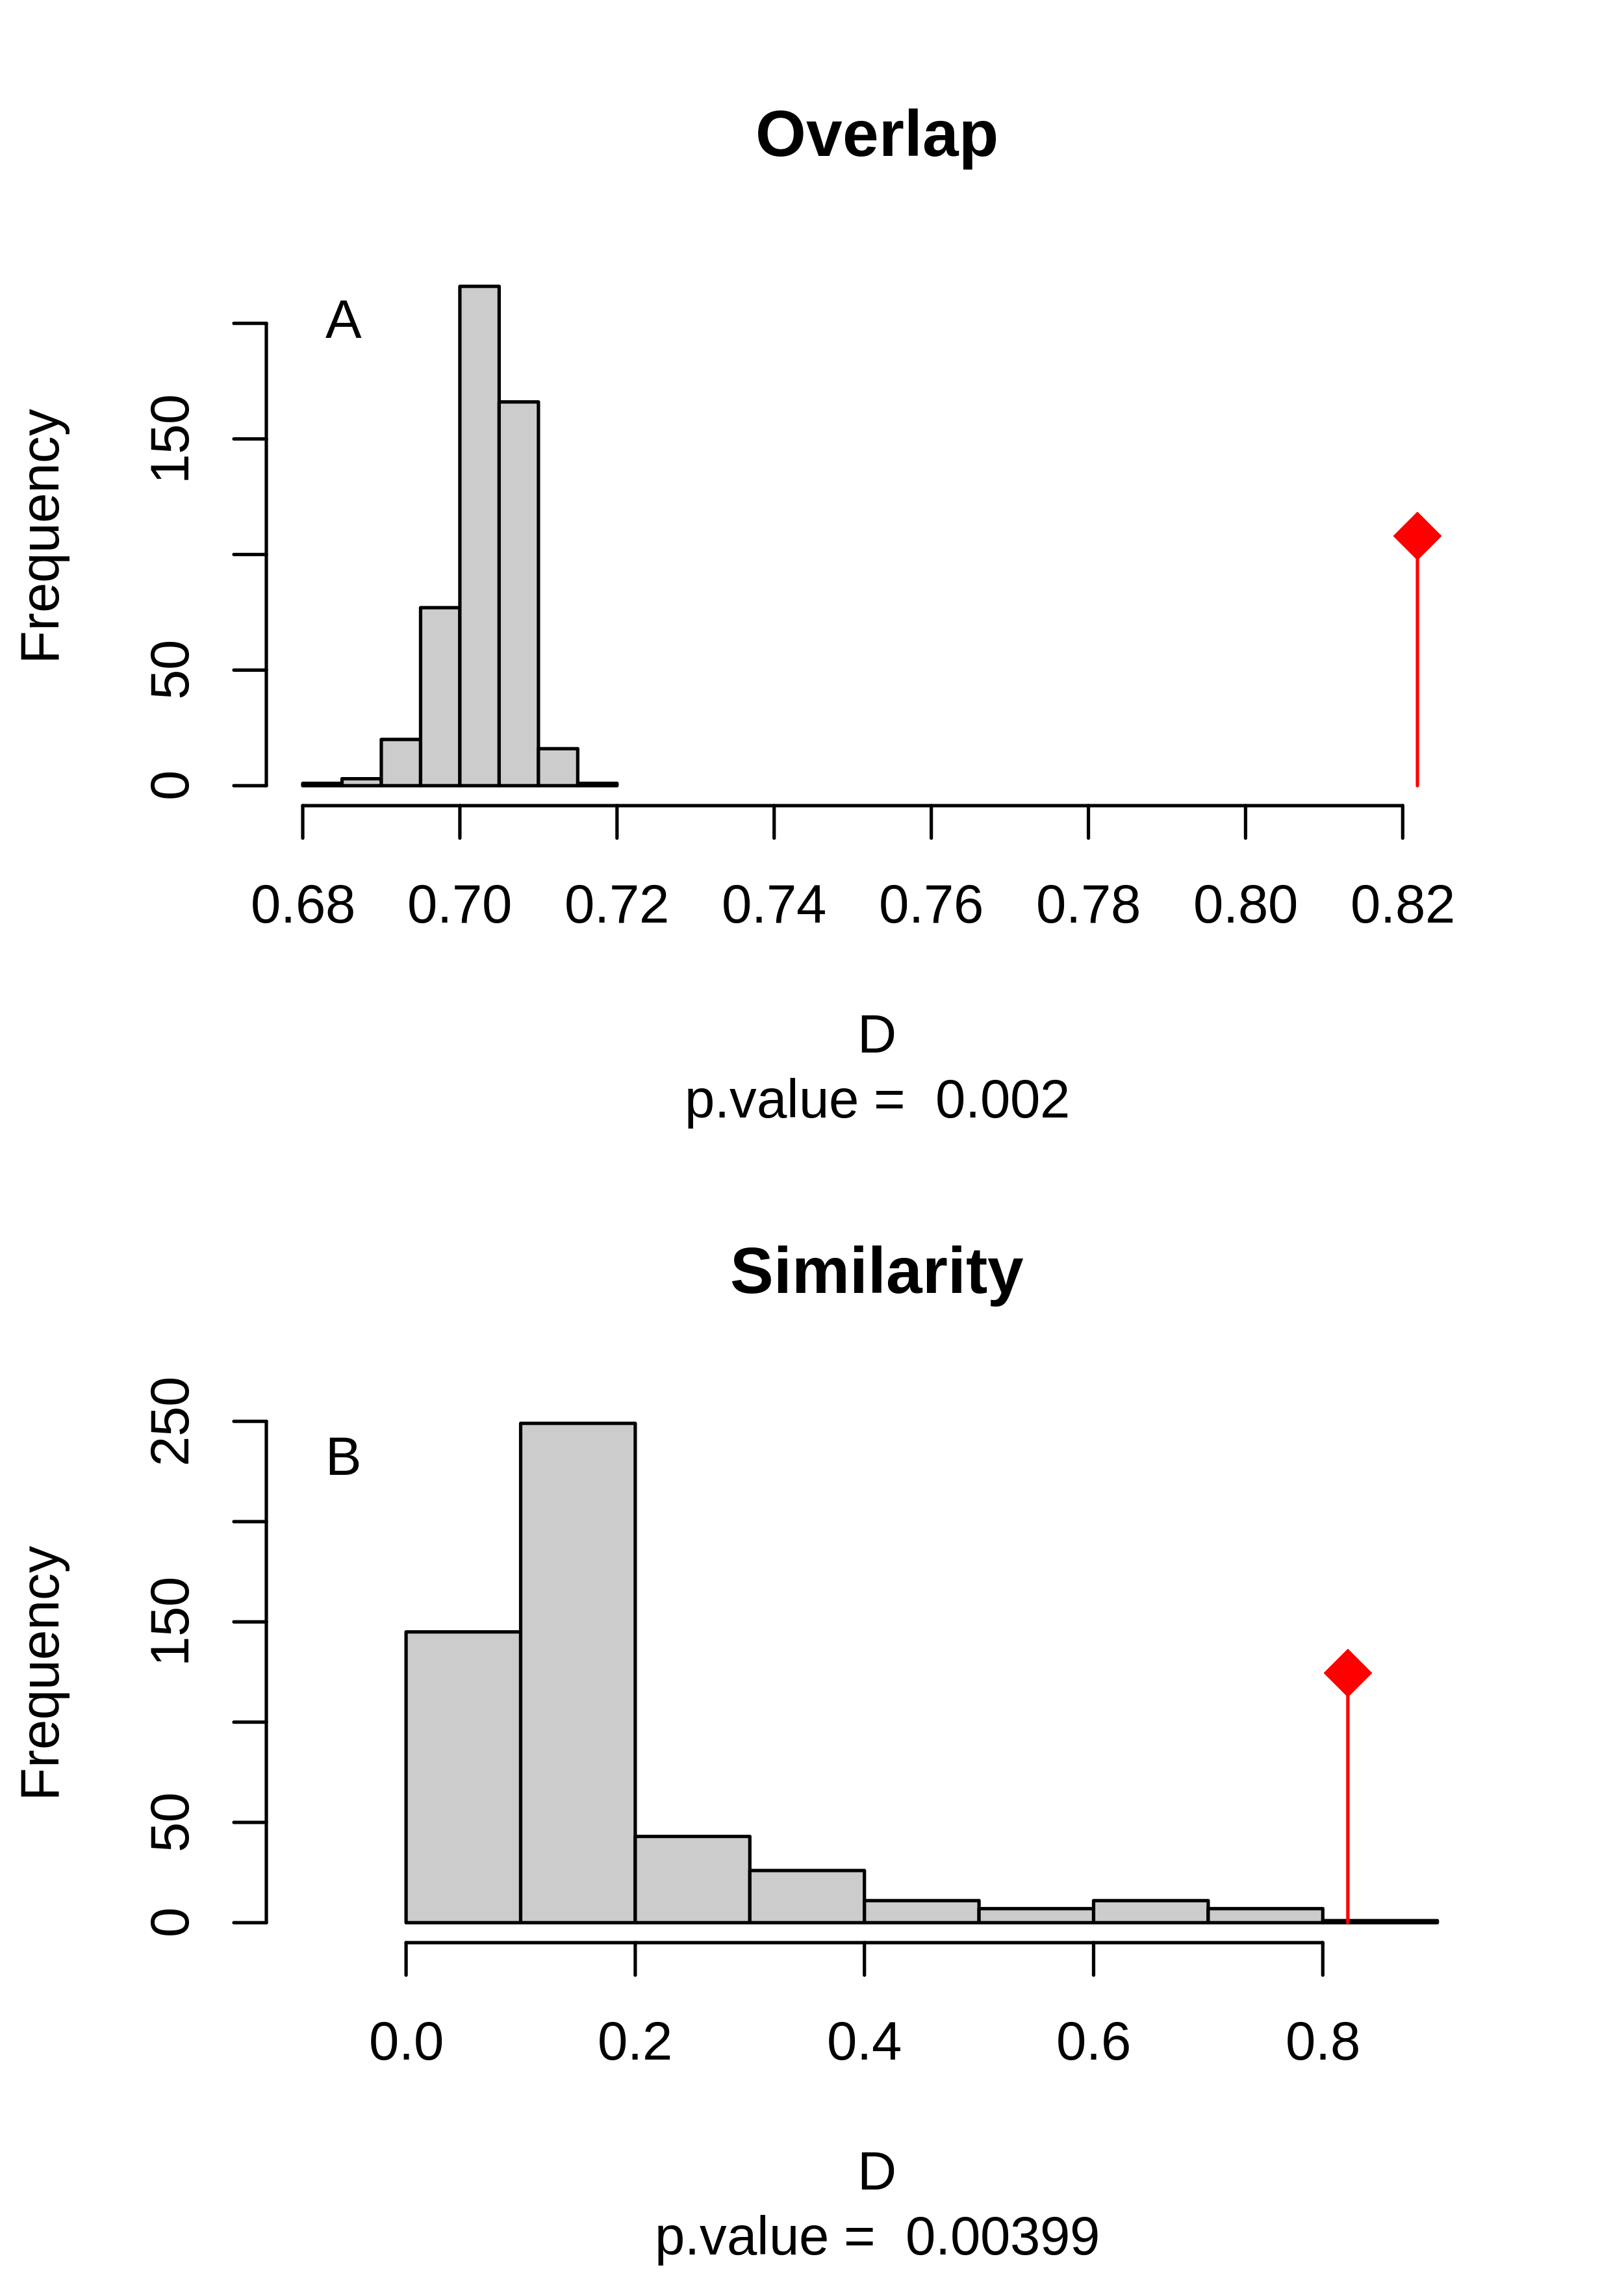 Overlap
A
Frequency
150
50
0
0.68 0.70 0.72 0.74 0.76 0.78 0.80 0.82
D
p.value = 0.002
Similarity
250
B
Frequency
150
50
0
0.0 0.2 0.4 0.6 0.8
D
p.value = 0.00399